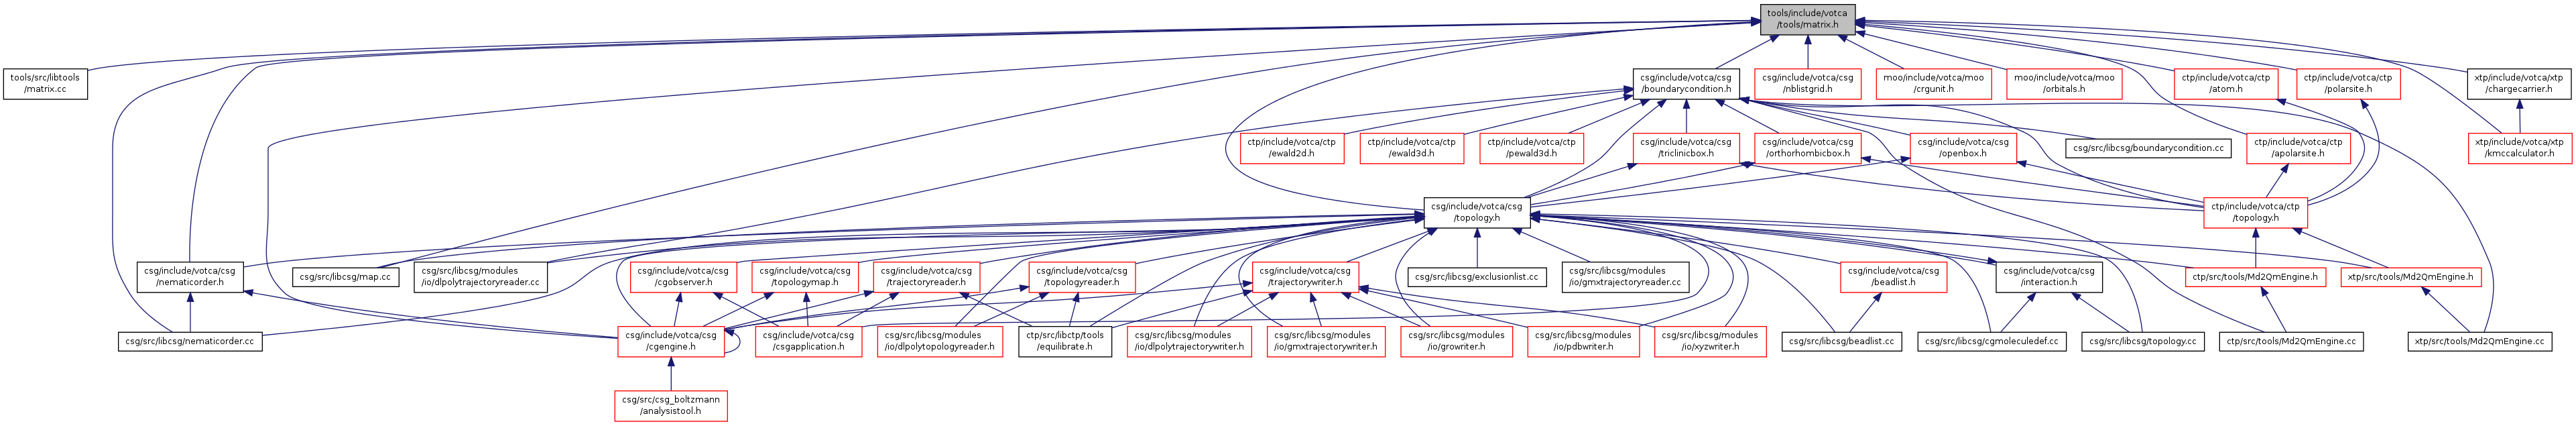 tools/include/votca
/tools/matrix.h
tools/src/libtools
/matrix.cc
csg/include/votca/csg
/boundarycondition.h
csg/include/votca/csg
/nblistgrid.h
moo/include/votca/moo
/crgunit.h
moo/include/votca/moo
/orbitals.h
ctp/include/votca/ctp
/atom.h
ctp/include/votca/ctp
/polarsite.h
xtp/include/votca/xtp
/chargecarrier.h
ctp/include/votca/ctp
/ewald2d.h
ctp/include/votca/ctp
/ewald3d.h
ctp/include/votca/ctp
/pewald3d.h
csg/include/votca/csg
/triclinicbox.h
csg/include/votca/csg
/orthorhombicbox.h
csg/include/votca/csg
/openbox.h
csg/src/libcsg/boundarycondition.cc
ctp/include/votca/ctp
/apolarsite.h
xtp/include/votca/xtp
/kmccalculator.h
csg/include/votca/csg
/topology.h
ctp/include/votca/ctp
/topology.h
csg/include/votca/csg
/nematicorder.h
csg/src/libcsg/map.cc
csg/src/libcsg/modules
/io/dlpolytrajectoryreader.cc
csg/include/votca/csg
/cgobserver.h
csg/include/votca/csg
/topologymap.h
csg/include/votca/csg
/trajectoryreader.h
csg/include/votca/csg
/topologyreader.h
csg/include/votca/csg
/trajectorywriter.h
csg/src/libcsg/exclusionlist.cc
csg/src/libcsg/modules
/io/gmxtrajectoryreader.cc
csg/include/votca/csg
/beadlist.h
csg/include/votca/csg
/interaction.h
ctp/src/tools/Md2QmEngine.h
xtp/src/tools/Md2QmEngine.h
csg/src/libcsg/nematicorder.cc
csg/include/votca/csg
/cgengine.h
csg/include/votca/csg
/csgapplication.h
csg/src/libcsg/modules
/io/dlpolytopologyreader.h
ctp/src/libctp/tools
/equilibrate.h
csg/src/libcsg/modules
/io/dlpolytrajectorywriter.h
csg/src/libcsg/modules
/io/gmxtrajectorywriter.h
csg/src/libcsg/modules
/io/growriter.h
csg/src/libcsg/modules
/io/pdbwriter.h
csg/src/libcsg/modules
/io/xyzwriter.h
csg/src/libcsg/beadlist.cc
csg/src/libcsg/cgmoleculedef.cc
csg/src/libcsg/topology.cc
ctp/src/tools/Md2QmEngine.cc
xtp/src/tools/Md2QmEngine.cc
csg/src/csg_boltzmann
/analysistool.h